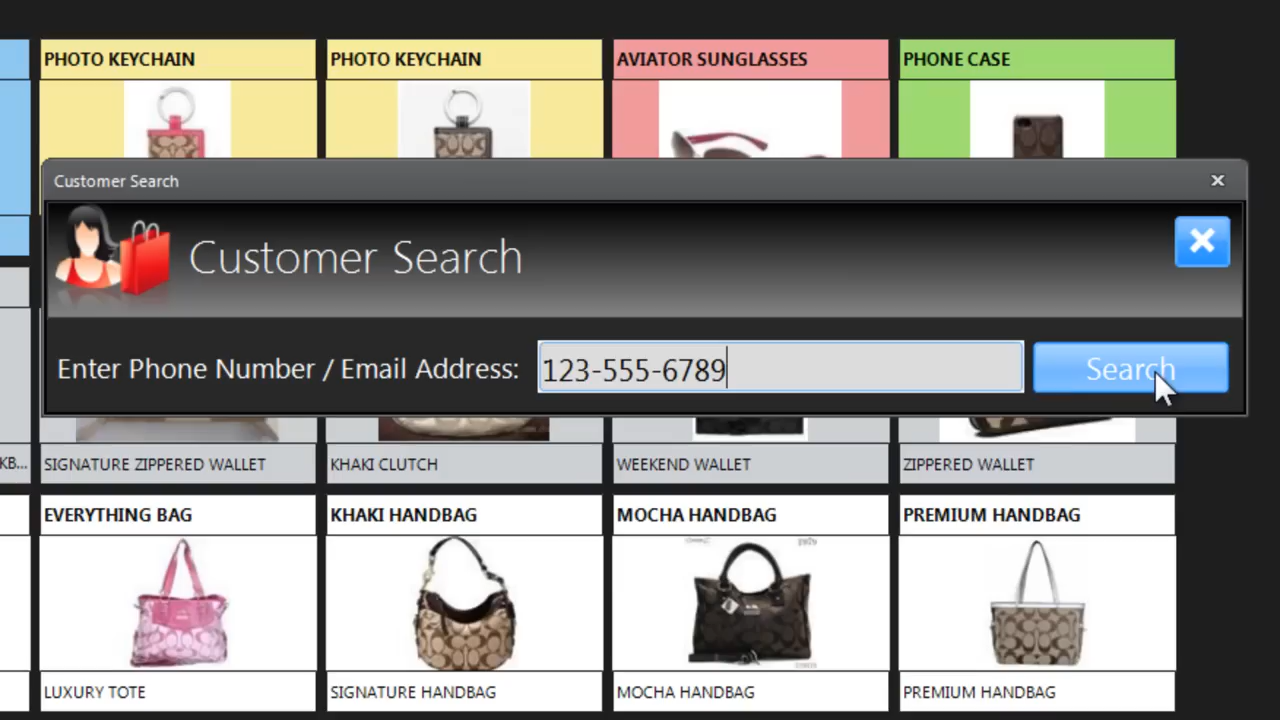 PHOTO KEYCHAIN
PHOTO KEYCHAIN
AVIATOR SUNGLASSES
PHONE CASE
Customer Search
Customer Search
Enter Phone Number / Email Address:
123-555-6789
Search
KB...
SIGNATURE ZIPPERED WALLET
KHAKI CLUTCH
WEEKEND WALLET
ZIPPERED WALLET
EVERYTHING BAG
KHAKI HANDBAG
MOCHA HANDBAG
PREMIUM HANDBAG
LUXURY TOTE
SIGNATURE HANDBAG
MOCHA HANDBAG
PREMIUM HANDBAG